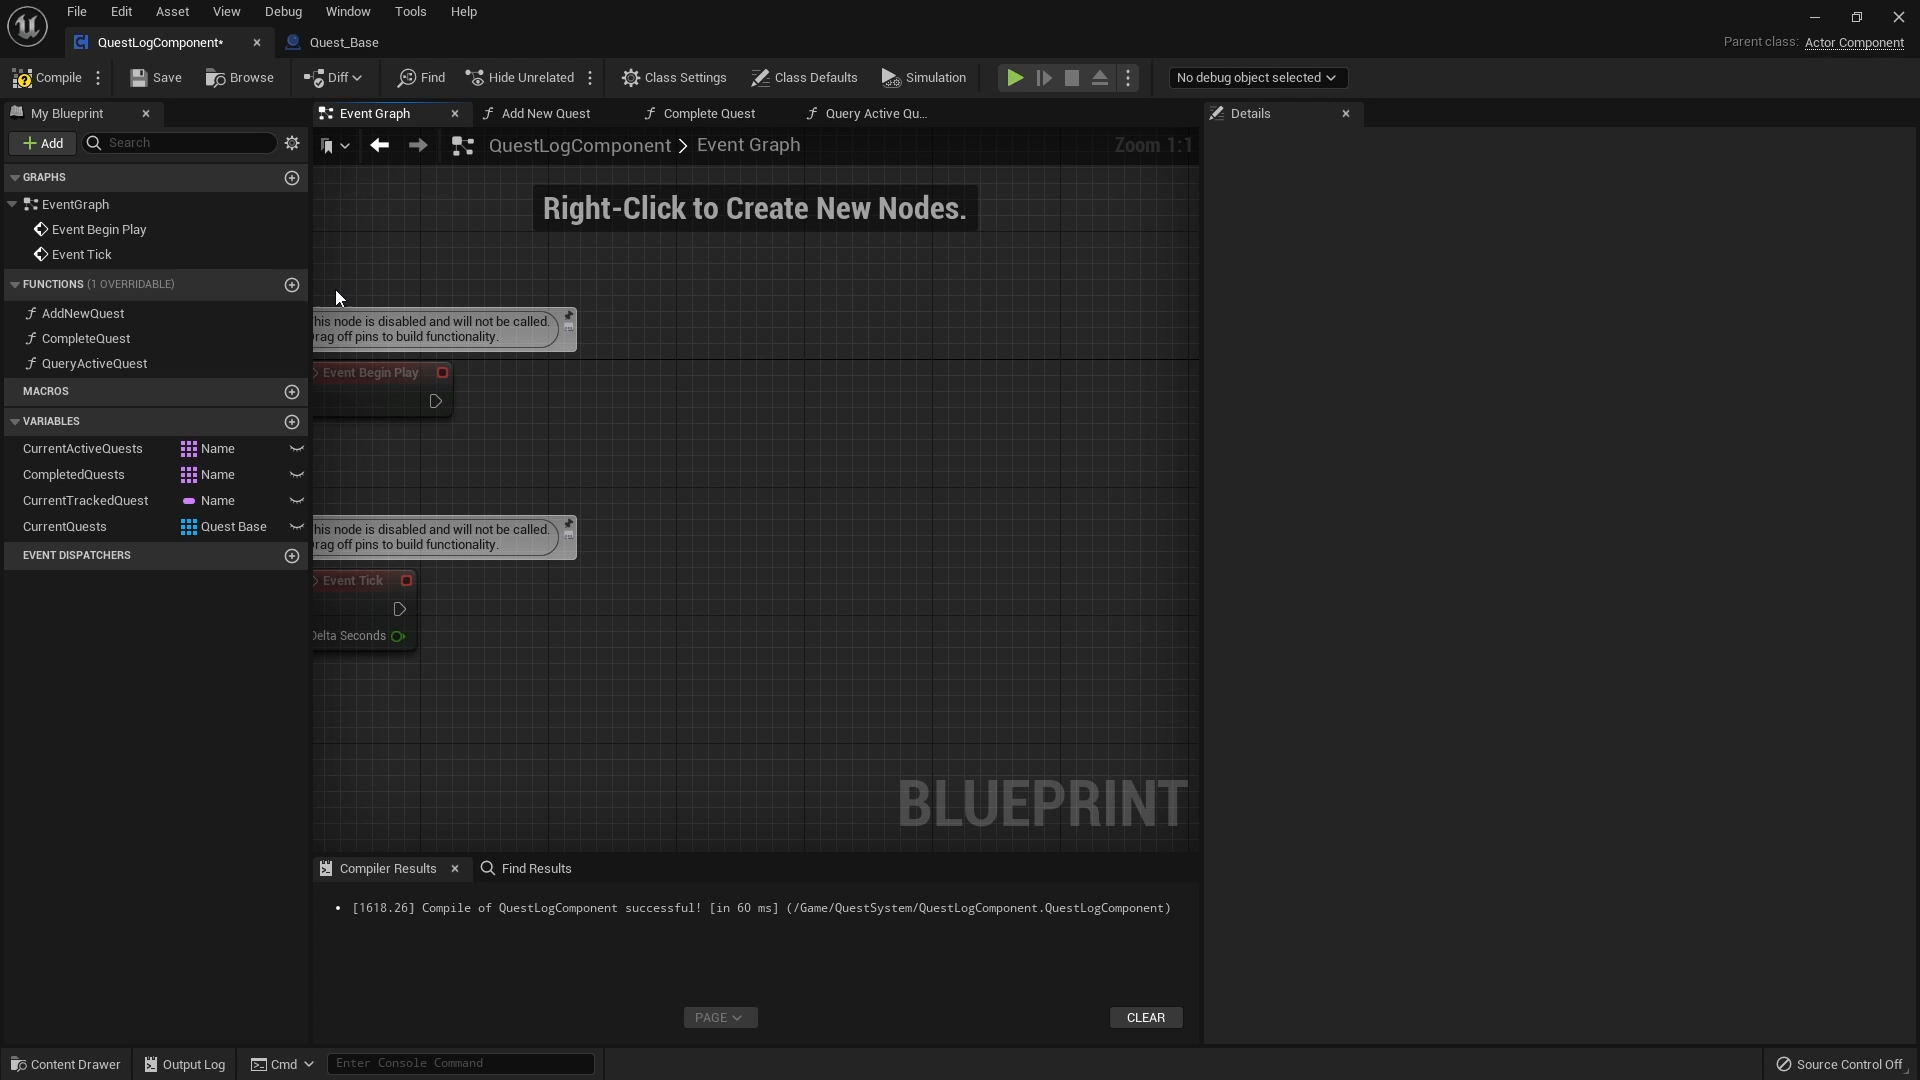 File Edit Asset View Debug Window Tools Help
QuestLogComponent* Quest_Base
Parent class: Actor Component
Compile Save Browse Diff Find Hide Unrelated Class Settings Class Defaults Simulation No debug object selected
My Blueprint Event Graph Add New Quest Complete Quest Query Active Qu... Details
Add Search QuestLogComponent > Event Graph Zoom 1:1
GRAPHS
EventGraph
Event Begin Play
Event Tick
FUNCTIONS (1 OVERRIDABLE)
AddNewQuest
CompleteQuest
QueryActiveQuest
MACROS
VARIABLES
CurrentActiveQuests Name
CompletedQuests Name
CurrentTrackedQuest Name
CurrentQuests Quest Base
EVENT DISPATCHERS
Right-Click to Create New Nodes.
his node is disabled and will not be called.
rag off pins to build functionality.
Event Begin Play
his node is disabled and will not be called.
rag off pins to build functionality.
Event Tick
Delta Seconds
BLUEPRINT
Compiler Results Find Results
• [1618.26] Compile of QuestLogComponent successful! [in 60 ms] (/Game/QuestSystem/QuestLogComponent.QuestLogComponent)
PAGE CLEAR
Content Drawer Output Log Cmd Enter Console Command Source Control Off